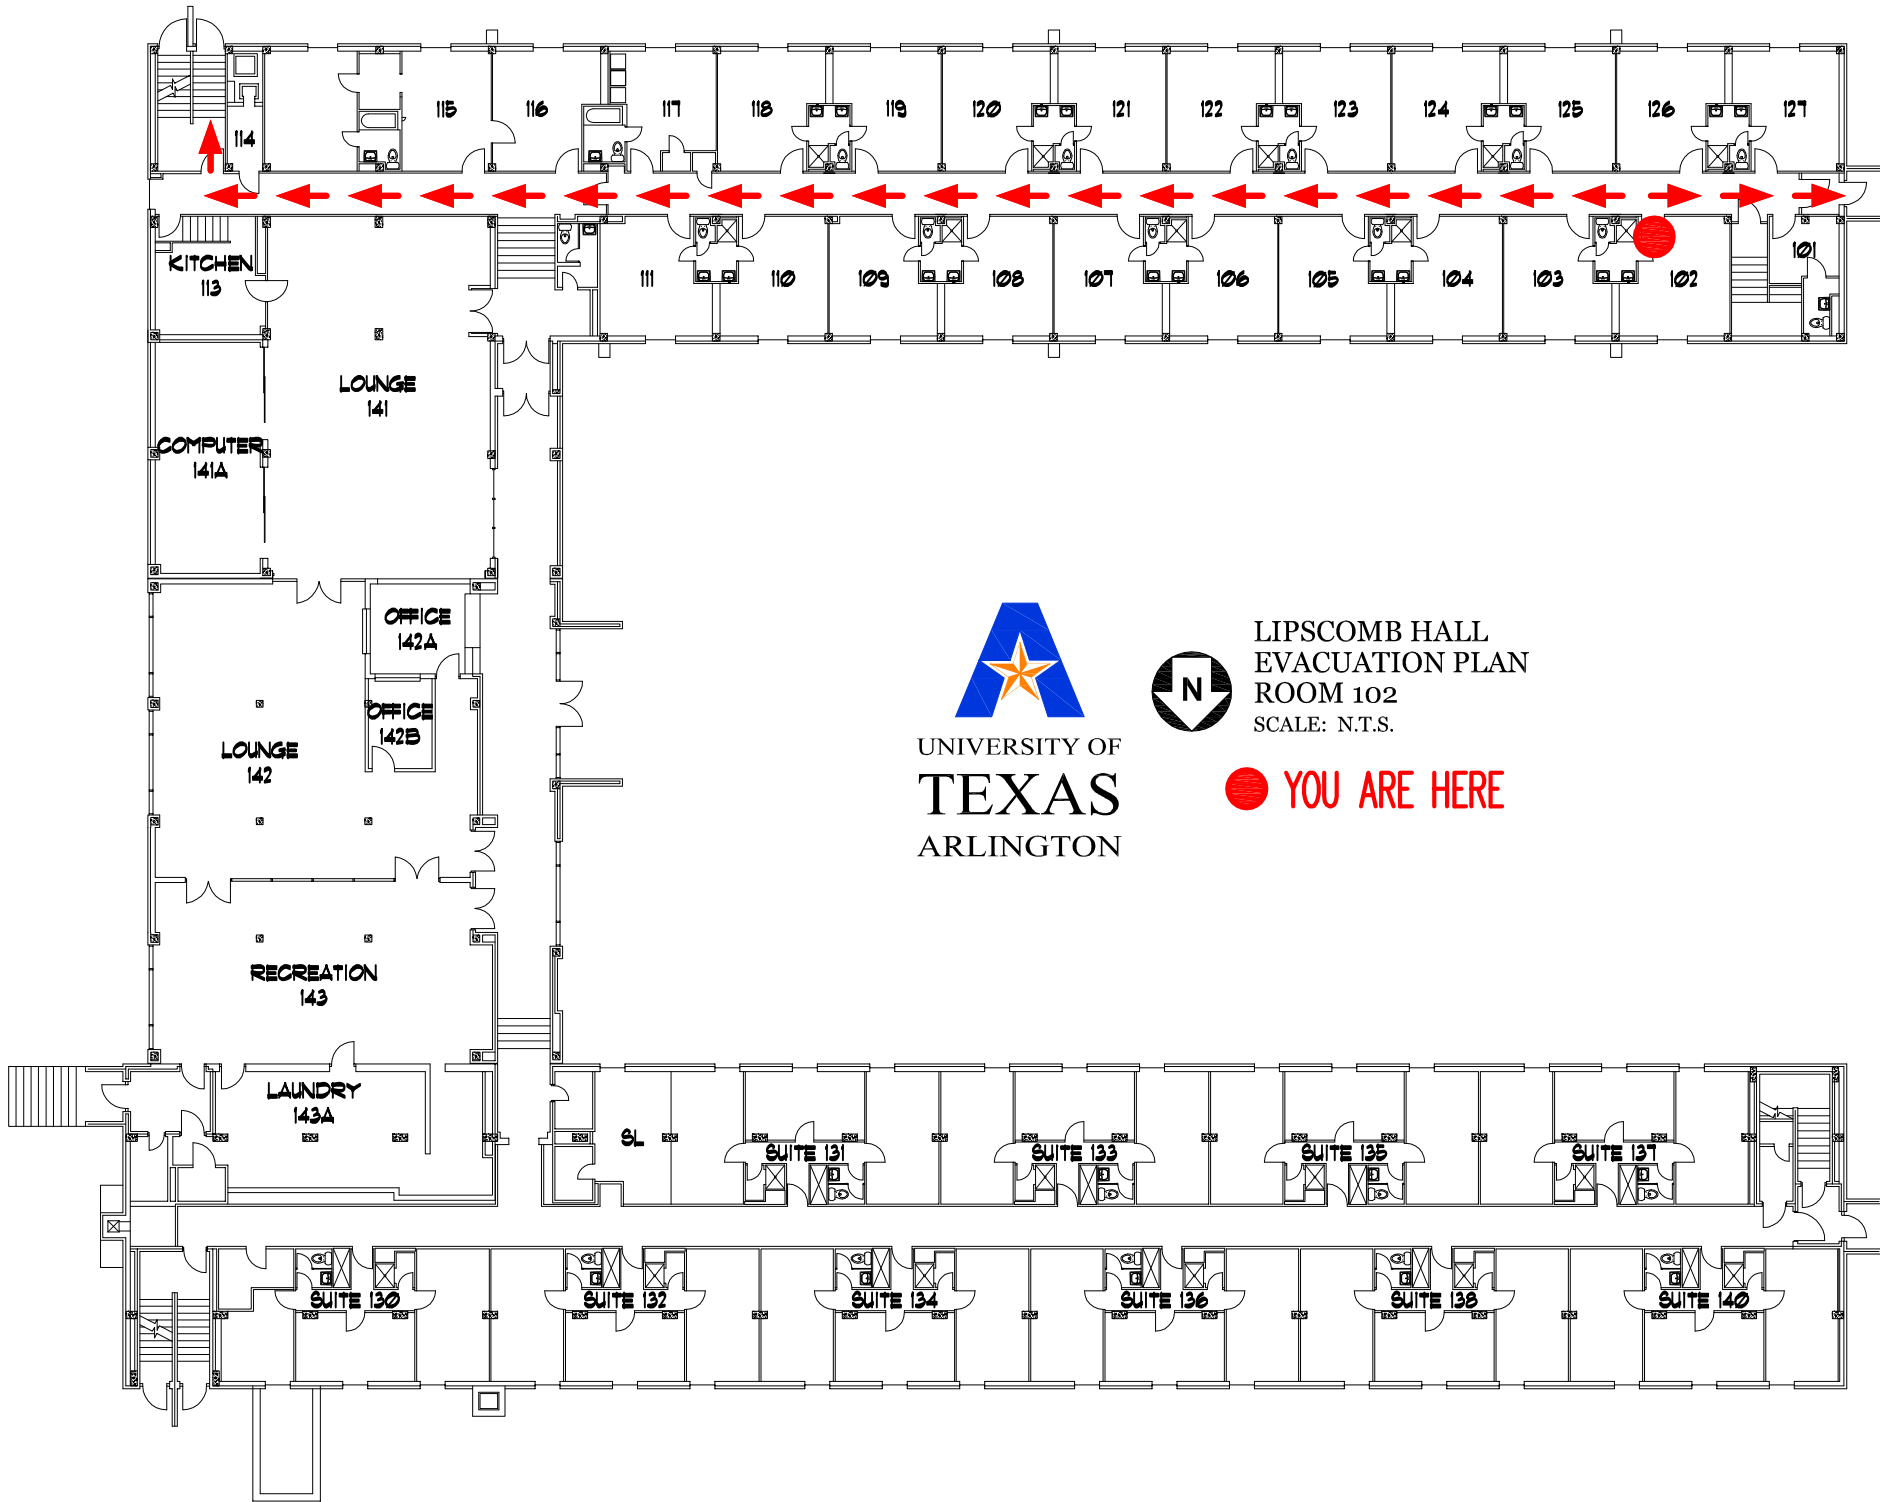 115
116
117
118
119
120
121
122
123
124
125
126
127
114
KITCHEN
113
111
110
109
108
107
106
105
104
103
102
101
LOUNGE
141
COMPUTER
141A
OFFICE
142A
OFFICE
142B
LOUNGE
142
RECREATION
143
LAUNDRY
143A
UNIVERSITY OF
TEXAS
ARLINGTON
N
LIPSCOMB HALL
EVACUATION PLAN
ROOM 102
SCALE: N.T.S.
YOU ARE HERE
SL
SUITE 131
SUITE 133
SUITE 135
SUITE 137
SUITE 130
SUITE 132
SUITE 134
SUITE 136
SUITE 138
SUITE 140